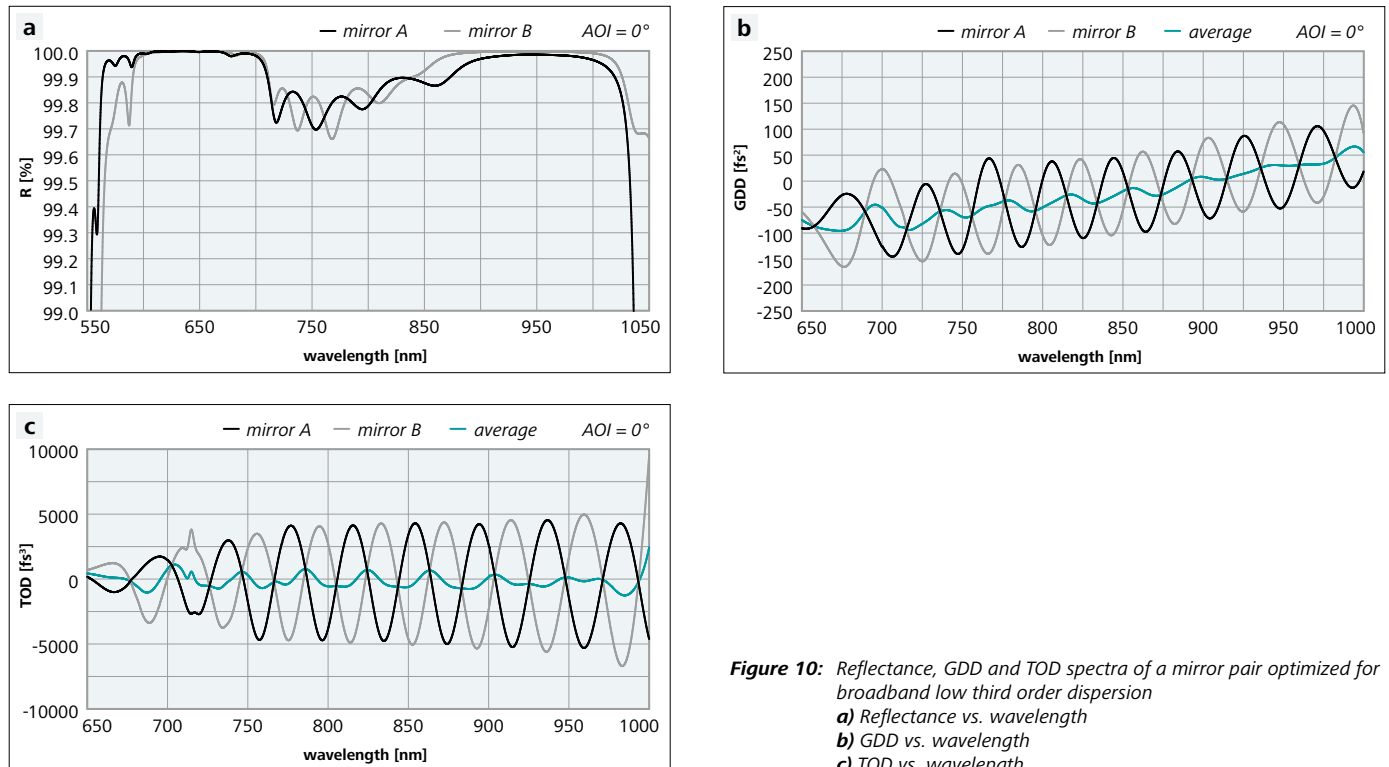 a
mirror A mirror B AOI = 0°
100.0
99.9
99.8
99.7
99.6
99.5
99.4
99.3
99.2
99.1
99.0
R [%]
550 650 750 850 950 1050
wavelength [nm]
b
mirror A mirror B average AOI = 0°
250
200
150
100
50
0
-50
-100
-150
-200
-250
GDD [fs²]
650 700 750 800 850 900 950 1000
wavelength [nm]
c
mirror A mirror B average AOI = 0°
10000
5000
0
-5000
-10000
TOD [fs³]
650 700 750 800 850 900 950 1000
wavelength [nm]
Figure 10: Reflectance, GDD and TOD spectra of a mirror pair optimized for
broadband low third order dispersion
a) Reflectance vs. wavelength
b) GDD vs. wavelength
c) TOD vs. wavelength